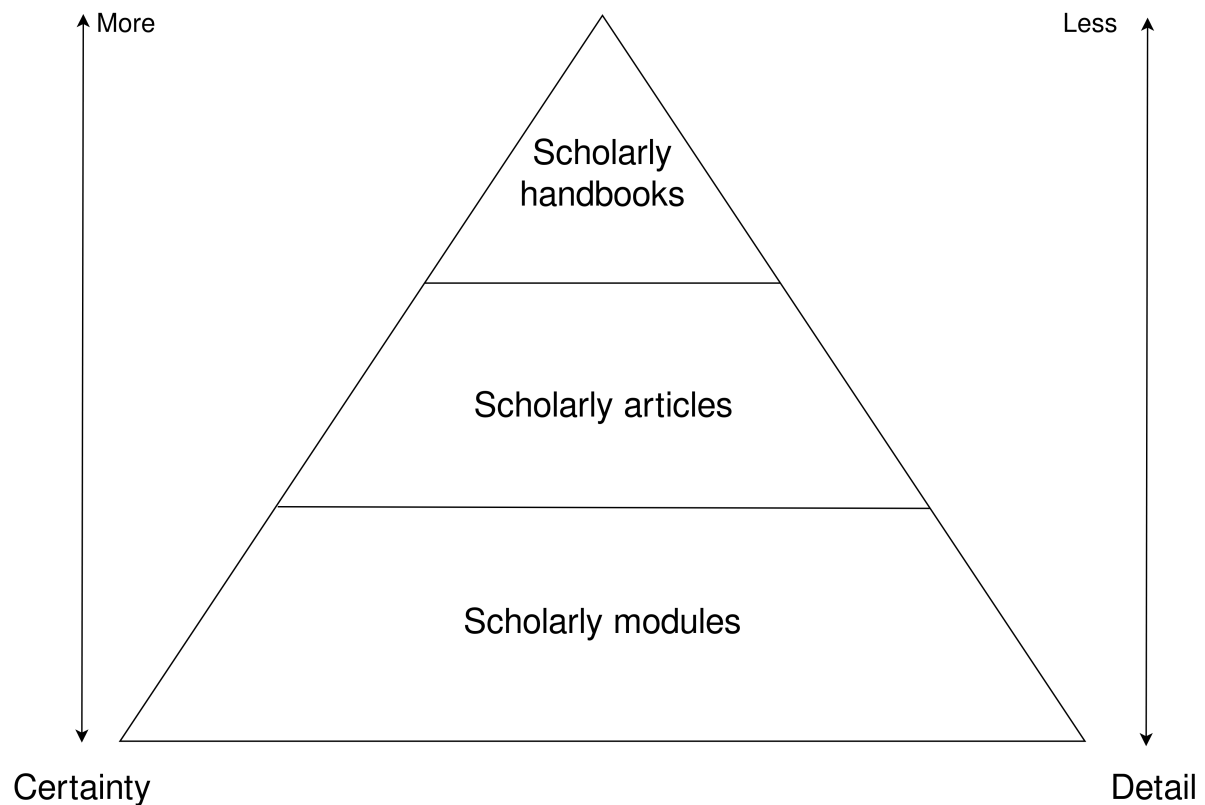 More
Less
Scholarly
handbooks
Scholarly articles
Scholarly modules
Certainty
Detail